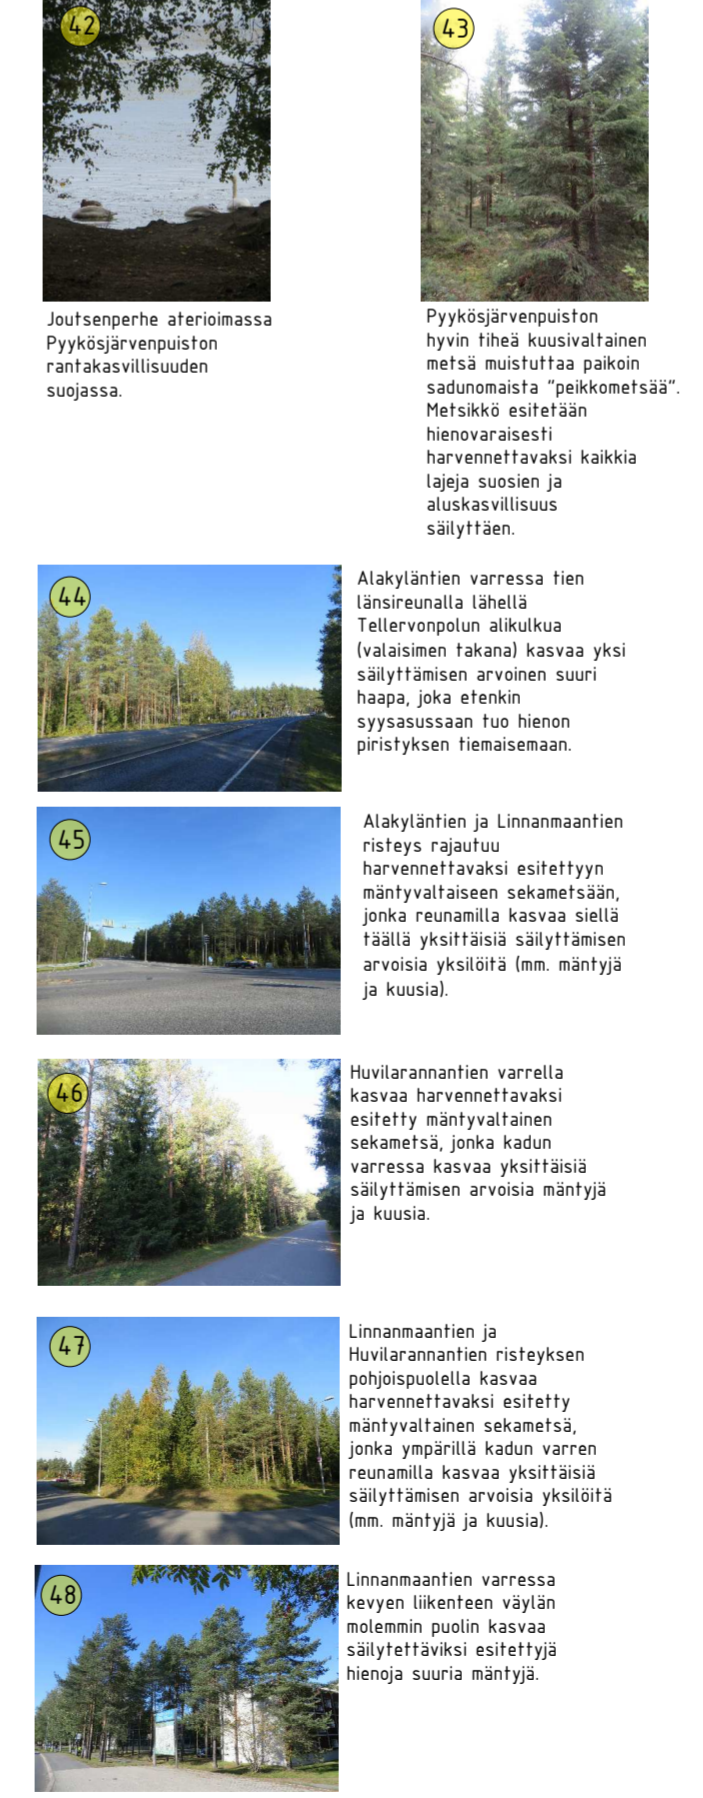 42
Joutsenperhe aterioimassa
Pyykösjärvenpuiston
rantakasvillisuuden
suojassa.
43
Pyykösjärvenpuiston
hyvin tiheä kuusivaltainen
metsä muistuttaa paikoin
sadunomaista "peikkometsää".
Metsikkö esitetään
hienovaraisesti
harvennettavaksi kaikkia
lajeja suosien ja
aluskasvillisuus
säilyttäen.
44
Alakyläntien varressa tien
länsireunalla lähellä
Tellervonpolun alikulkua
(valaisimen takana) kasvaa yksi
säilyttämisen arvoinen suuri
haapa, joka etenkin
syysasussaan tuo hienon
piristyksen tiemaisemaan.
45
Alakyläntien ja Linnanmaantien
risteys rajautuu
harvennettavaksi esitettyyn
mäntyvaltaiseen sekametsään,
jonka reunamilla kasvaa siellä
täällä yksittäisiä säilyttämisen
arvoisia yksilöitä (mm. mäntyjä
ja kuusia).
46
Huvilarannantien varrella
kasvaa harvennettavaksi
esitetty mäntyvaltainen
sekametsä, jonka kadun
varressa kasvaa yksittäisiä
säilyttämisen arvoisia mäntyjä
ja kuusia.
47
Linnanmaantien ja
Huvilarannantien risteyksen
pohjoispuolella kasvaa
harvennettavaksi esitetty
mäntyvaltainen sekametsä,
jonka ympärillä kadun varren
reunamilla kasvaa yksittäisiä
säilyttämisen arvoisia yksilöitä
(mm. mäntyjä ja kuusia).
48
Linnanmaantien varressa
kevyen liikenteen väylän
molemmin puolin kasvaa
säilytettäviksi esitettyjä
hienoja suuria mäntyjä.